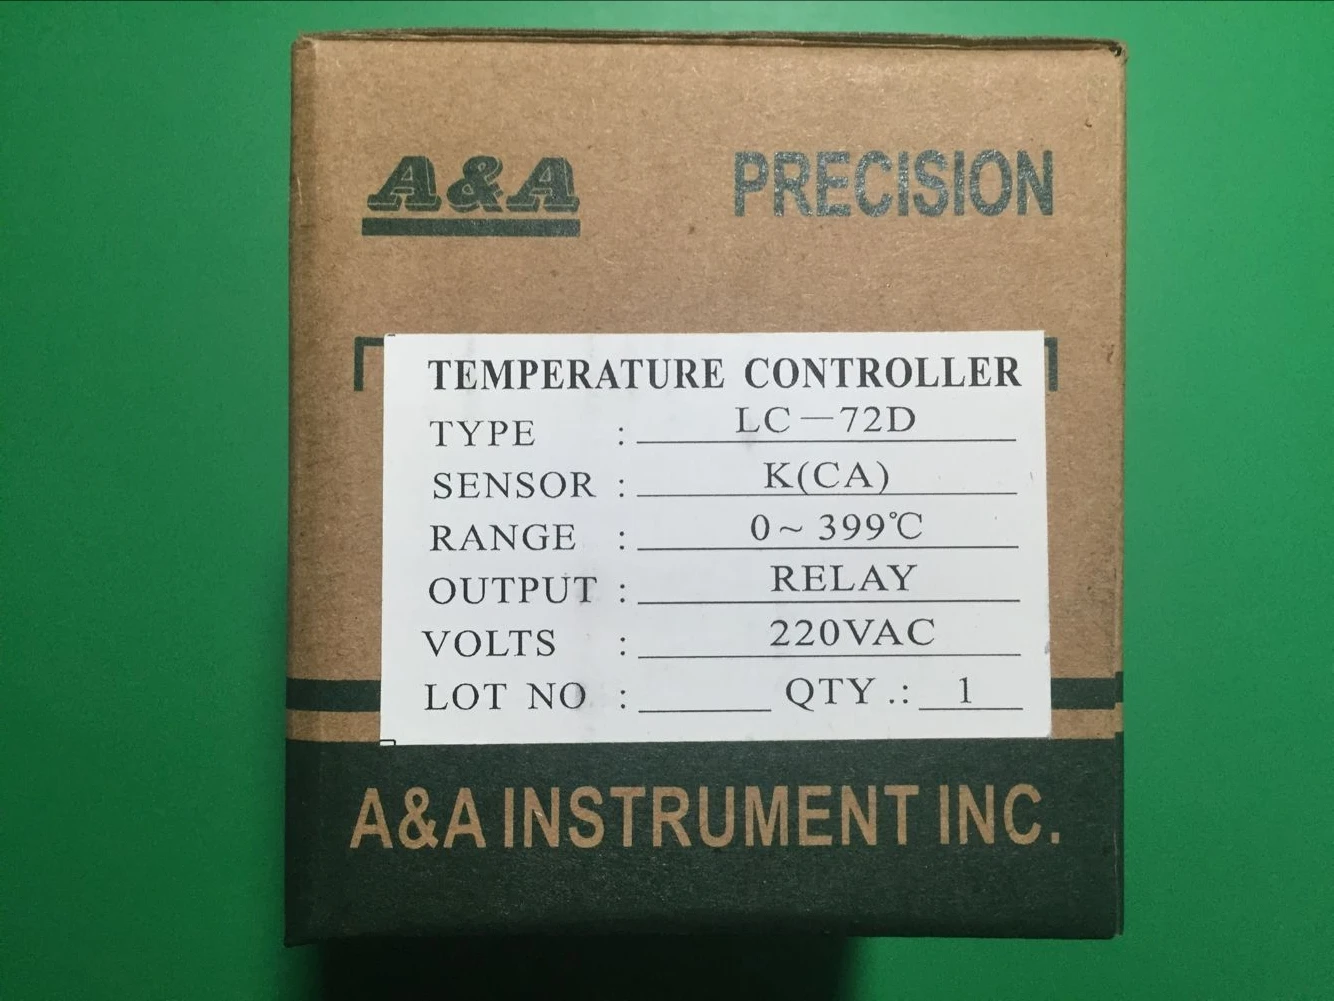 A&A PRECISION
TEMPERATURE CONTROLLER
TYPE : LC—72D
SENSOR : K(CA)
RANGE : 0~399℃
OUTPUT : RELAY
VOLTS : 220VAC
LOT NO : QTY.: 1
A&A INSTRUMENT INC.